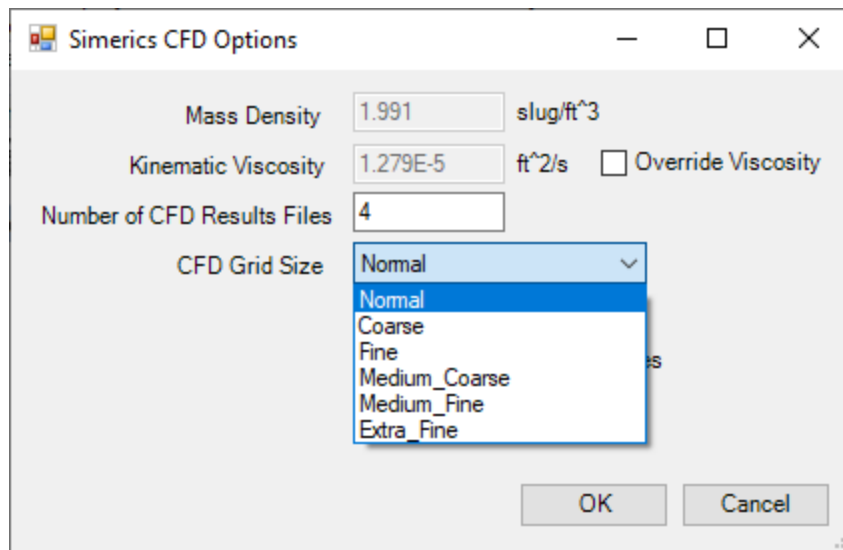 Simerics CFD Options
Mass Density 1.991 slug/ft^3
Kinematic Viscosity 1.279E-5 ft^2/s Override Viscosity
Number of CFD Results Files 4
CFD Grid Size Normal
Normal
Coarse
Fine
Medium_Coarse
Medium_Fine
Extra_Fine
OK Cancel